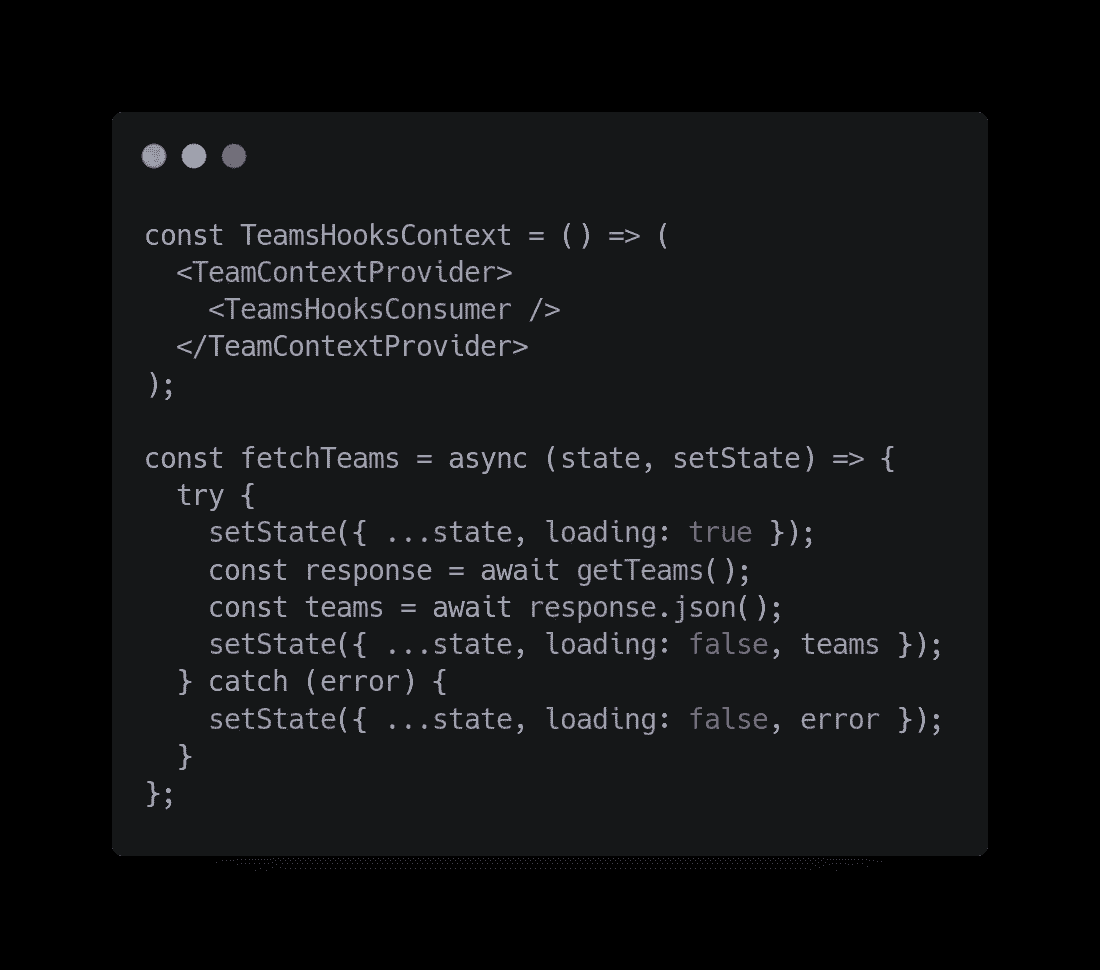 const TeamsHooksContext = () => (
  <TeamContextProvider>
    <TeamsHooksConsumer />
  </TeamContextProvider>
);

const fetchTeams = async (state, setState) => {
  try {
    setState({ ...state, loading: true });
    const response = await getTeams();
    const teams = await response.json();
    setState({ ...state, loading: false, teams });
  } catch (error) {
    setState({ ...state, loading: false, error });
  }
};